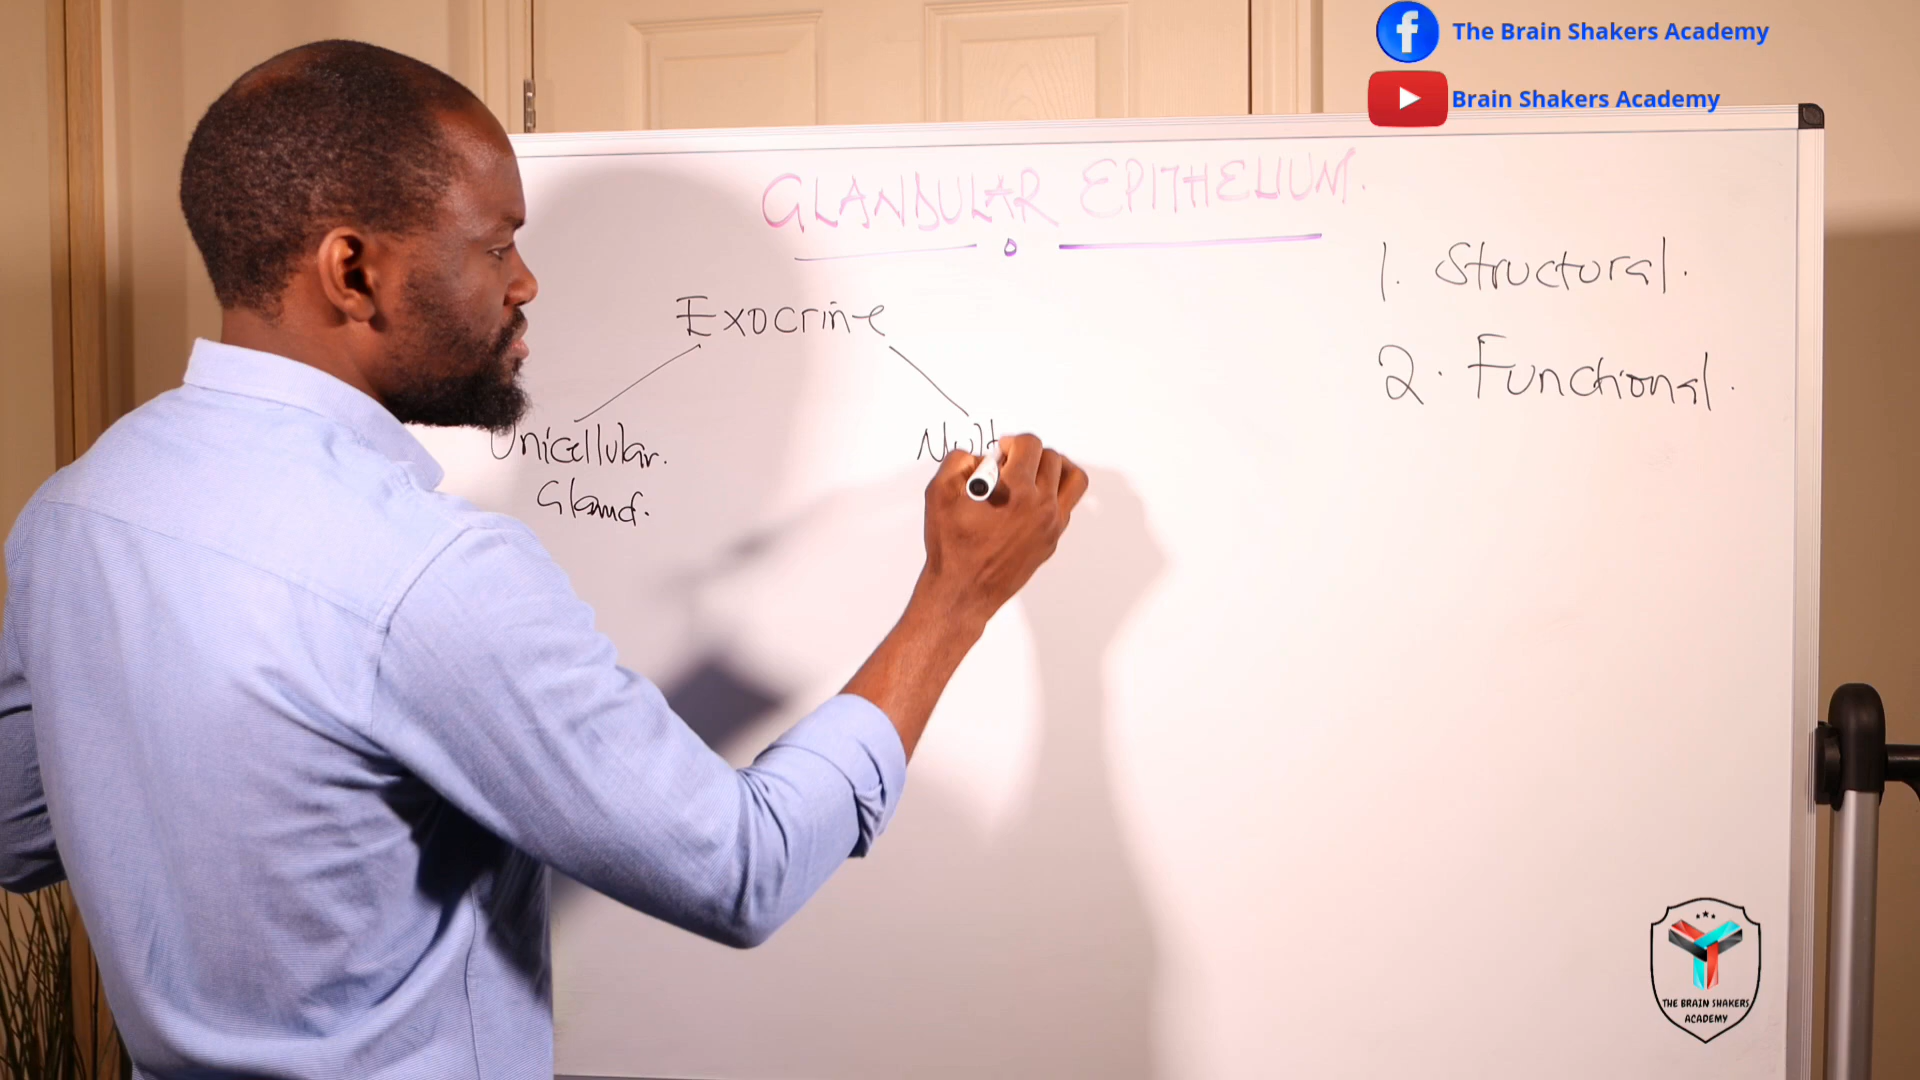 The Brain Shakers Academy
Brain Shakers Academy
GLANDULAR EPITHELIUM.
1. Structural.
2. Functional.
Exocrine
Unicellular.
Gland.
Mult
THE BRAIN SHAKERS
ACADEMY